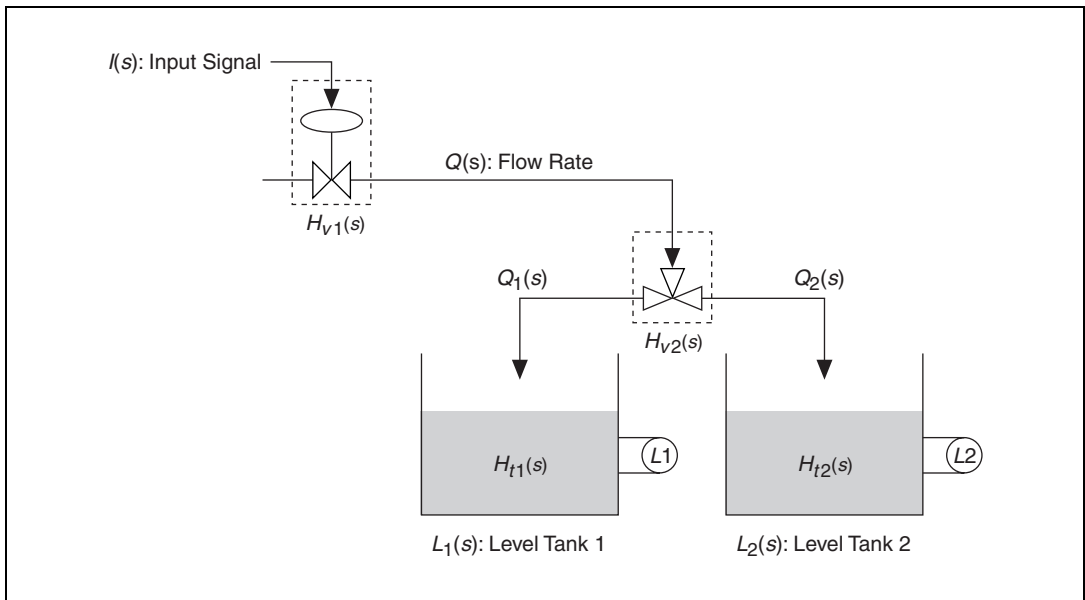 I(s): Input Signal
Q(s): Flow Rate
Hv1(s)
Q1(s)
Q2(s)
Hv2(s)
Ht1(s)
L1
Ht2(s)
L2
L1(s): Level Tank 1
L2(s): Level Tank 2